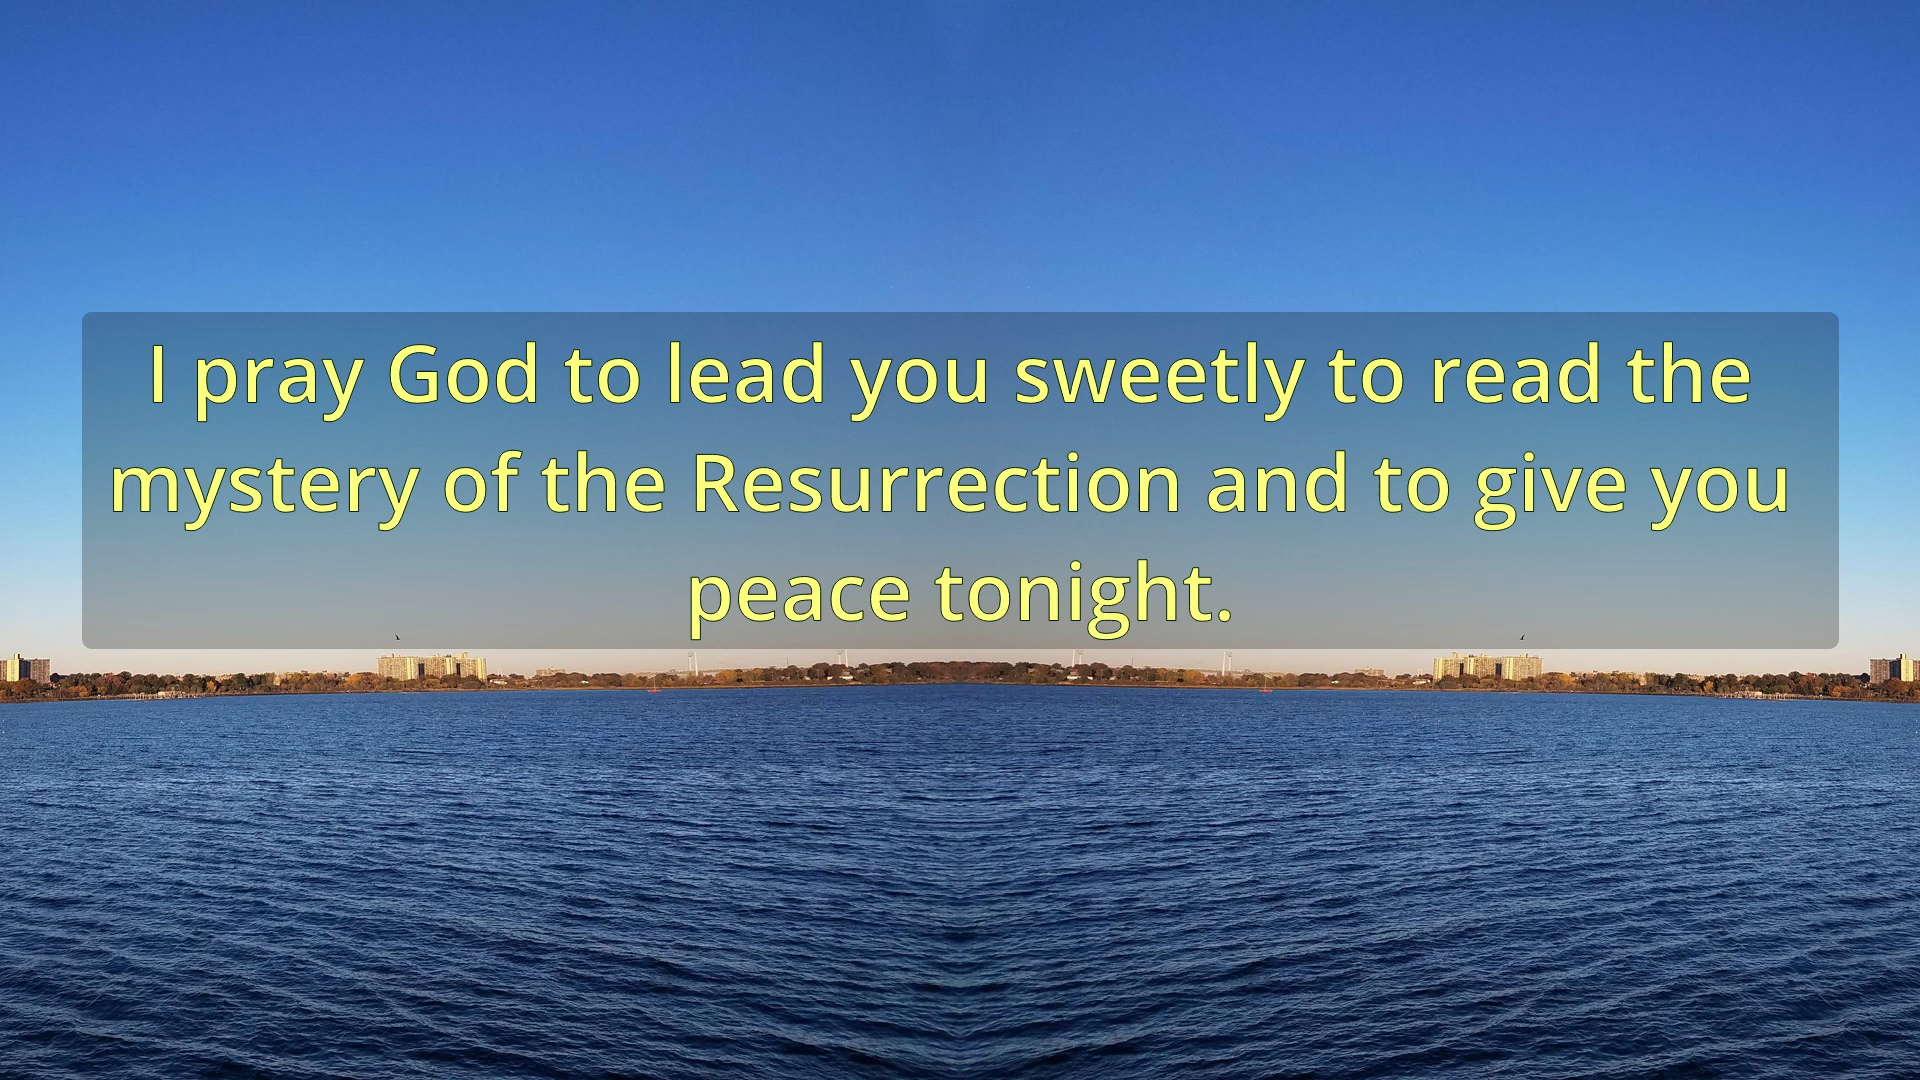 I pray God to lead you sweetly to read the
mystery of the Resurrection and to give you
peace tonight.